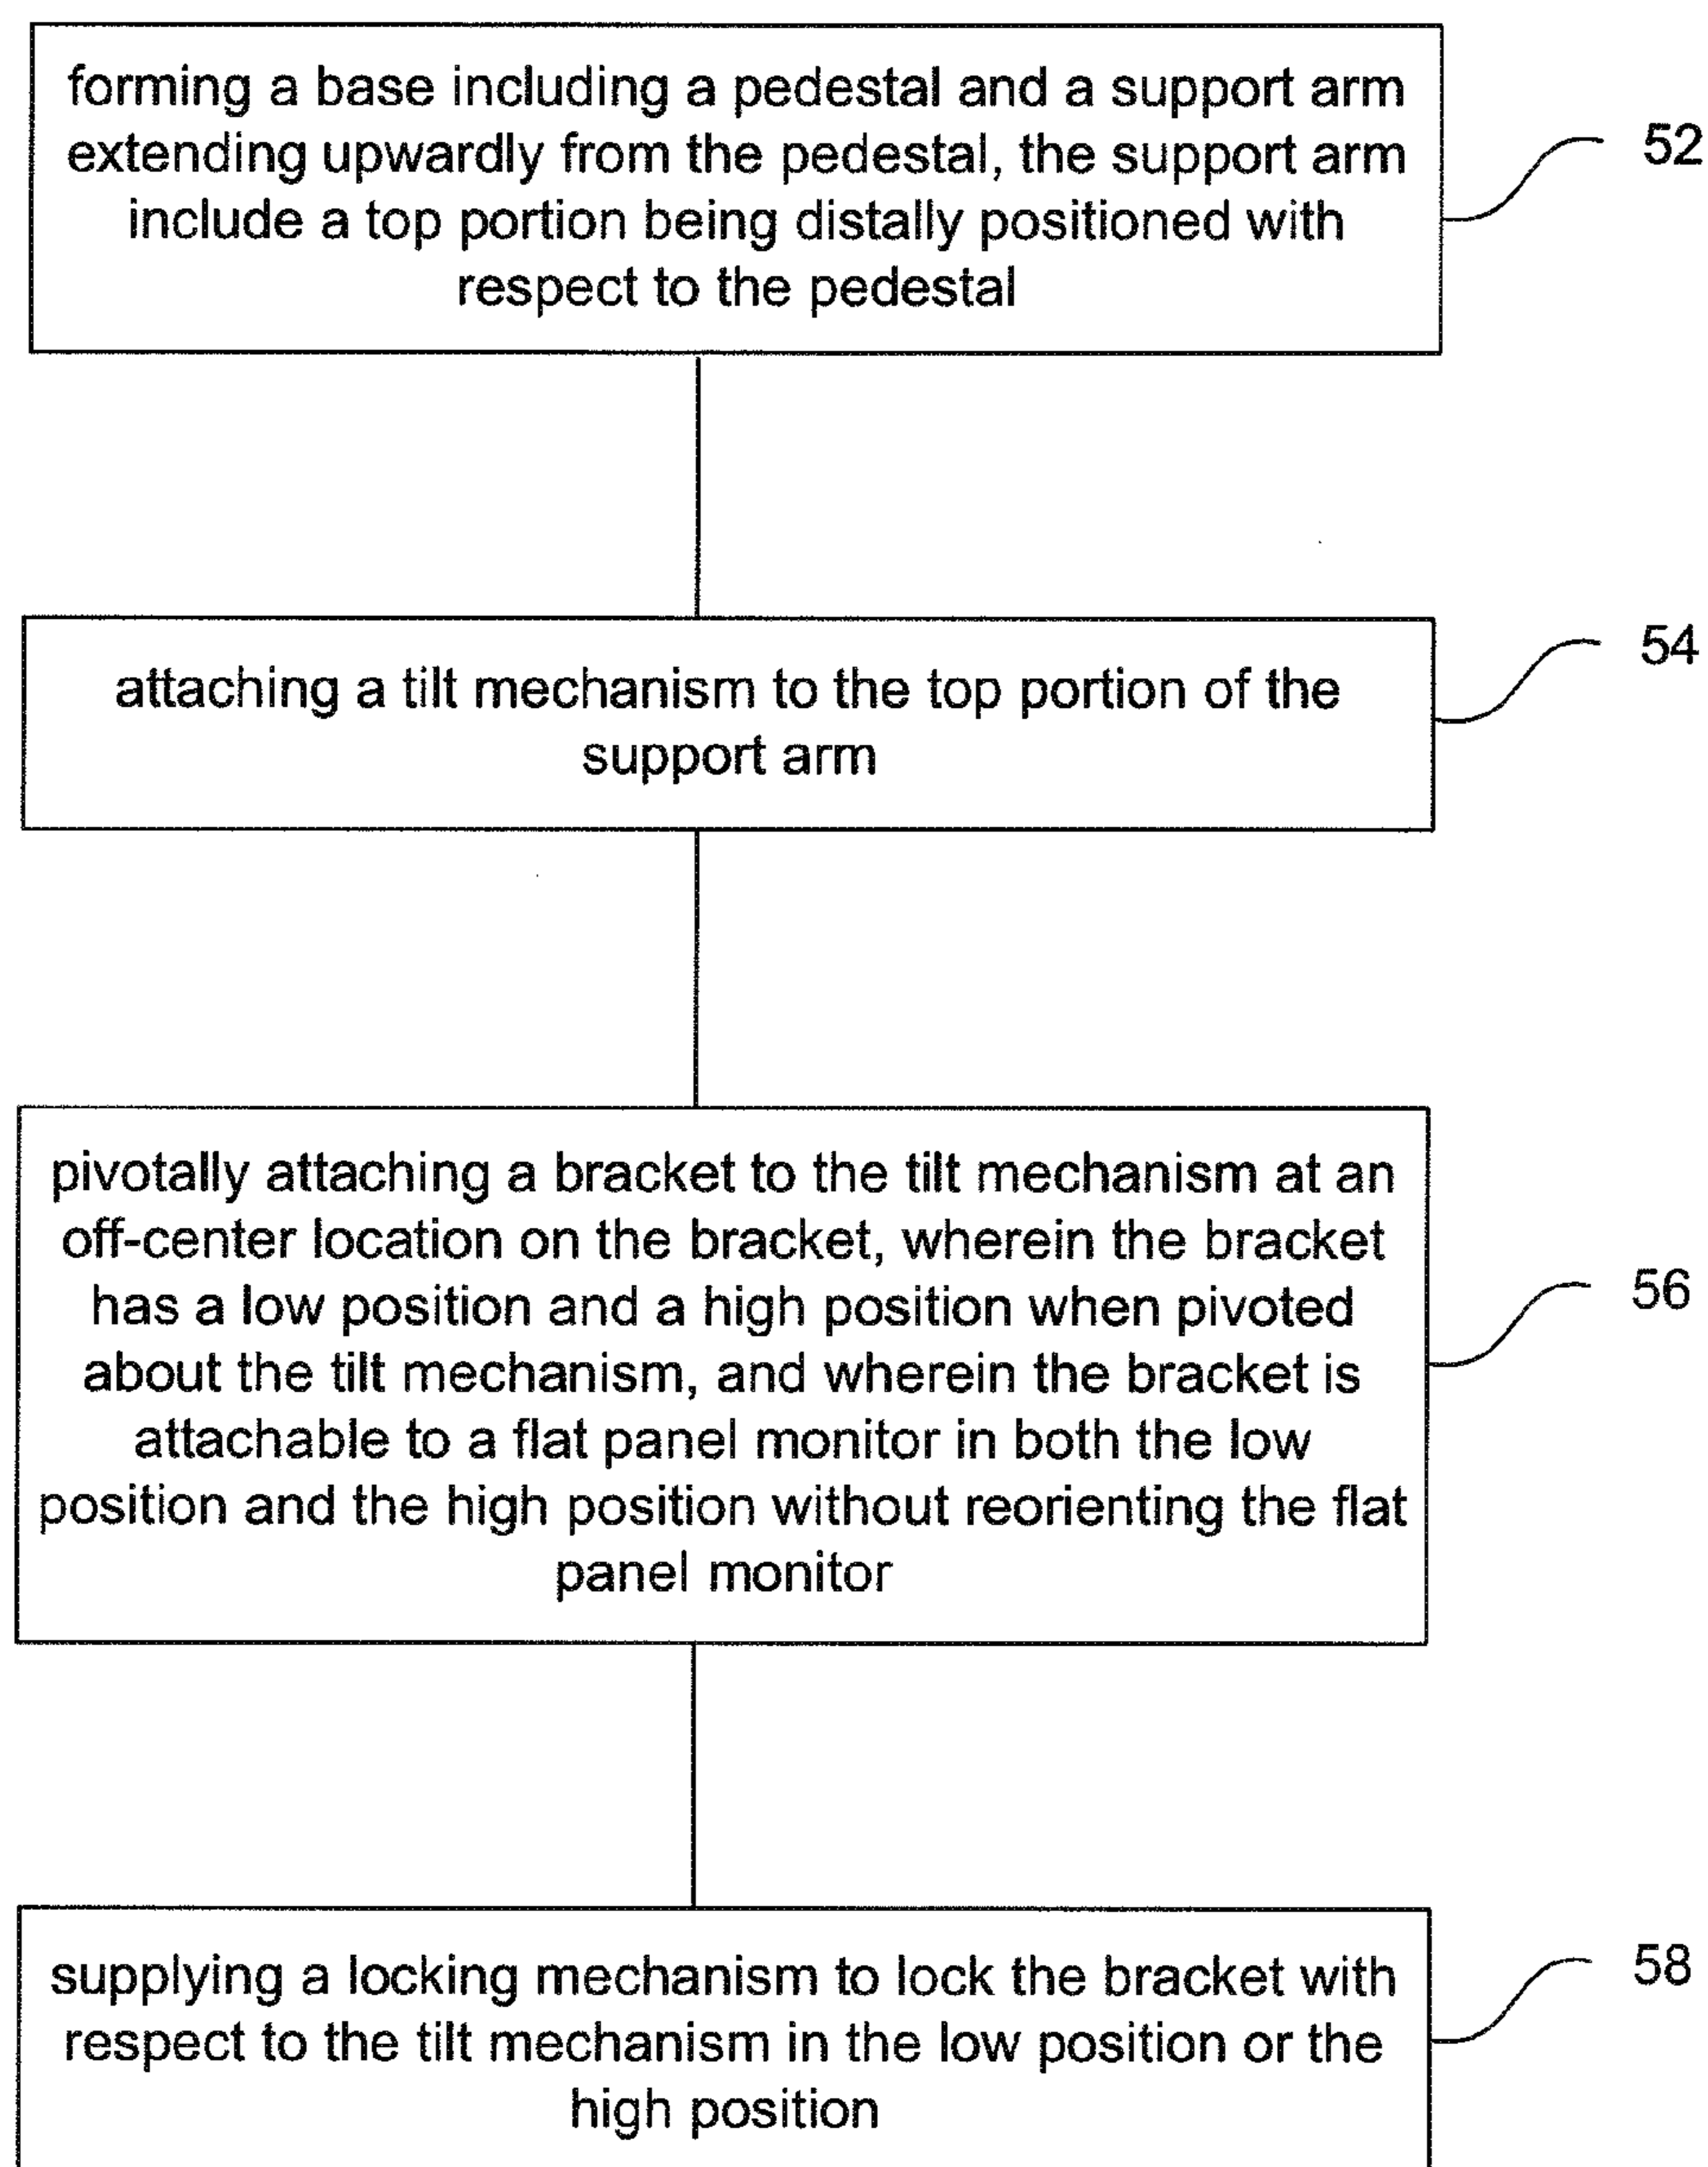 forming a base including a pedestal and a support arm
extending upwardly from the pedestal, the support arm
include a top portion being distally positioned with
respect to the pedestal
52
attaching a tilt mechanism to the top portion of the
support arm
54
pivotally attaching a bracket to the tilt mechanism at an
off-center location on the bracket, wherein the bracket
has a low position and a high position when pivoted
about the tilt mechanism, and wherein the bracket is
attachable to a flat panel monitor in both the low
position and the high position without reorienting the flat
panel monitor
56
supplying a locking mechanism to lock the bracket with
respect to the tilt mechanism in the low position or the
high position
58